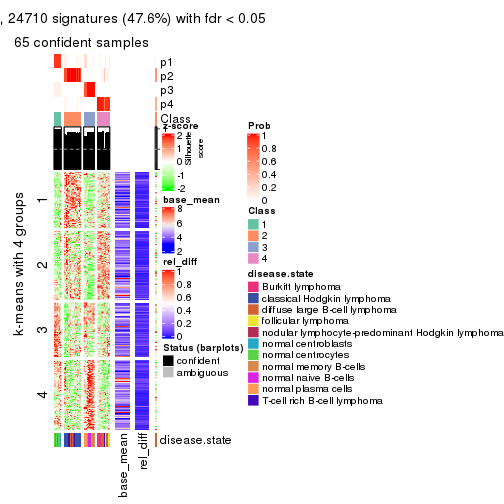 , 24710 signatures (47.6%) with fdr < 0.05
65 confident samples
p1
p2
p3
p4
Class
z-score
2
1
0
-1
-2
Silhouette
score
1
base_mean
8
6
4
2
rel_diff
1
0.8
0.6
0.4
0.2
0
Status (barplots)
confident
ambiguous
Prob
1
0.8
0.6
0.4
0.2
0
Class
1
2
3
4
disease.state
Burkitt lymphoma
classical Hodgkin lymphoma
diffuse large B-cell lymphoma
follicular lymphoma
nodular lymphocyte-predominant Hodgkin lymphoma
normal centroblasts
normal centrocytes
normal memory B-cells
normal naive B-cells
normal plasma cells
T-cell rich B-cell lymphoma
k-means with 4 groups
1
2
3
4
disease.state
base_mean
rel_diff